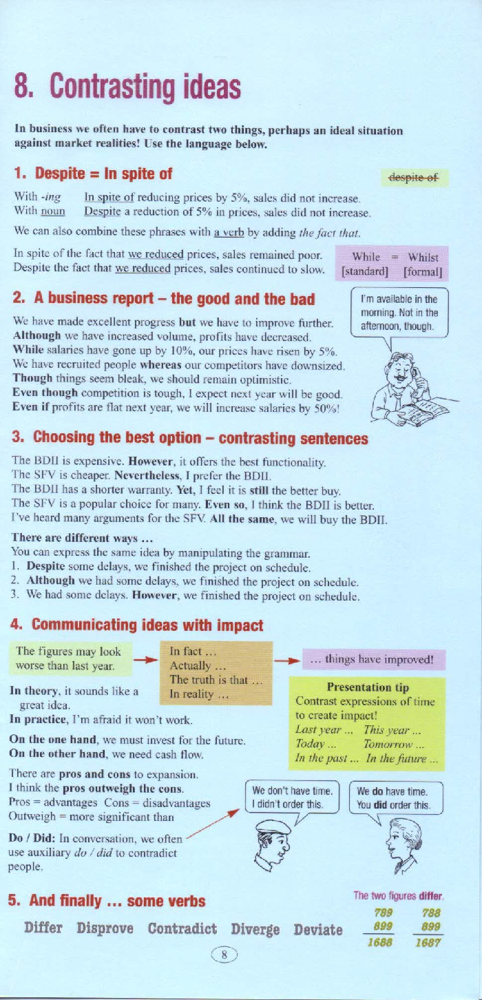 8. Contrasting ideas
In business we often have to contrast two things, perhaps an ideal situation
against market realities! Use the language below.
1. Despite = In spite of
despite of
With -ing In spite of reducing prices by 5%, sales did not increase.
With noun Despite a reduction of 5% in prices, sales did not increase.
We can also combine these phrases with a verb by adding the fact that.
In spite of the fact that we reduced prices, sales remained poor.
Despite the fact that we reduced prices, sales continued to slow.
While = Whilst
[standard] [formal]
2. A business report – the good and the bad
We have made excellent progress but we have to improve further.
Although we have increased volume, profits have decreased.
While salaries have gone up by 10%, our prices have risen by 5%.
We have recruited people whereas our competitors have downsized.
Though things seem bleak, we should remain optimistic.
Even though competition is tough, I expect next year will be good.
Even if profits are flat next year, we will increase salaries by 50%!
I'm available in the
morning. Not in the
afternoon, though.
3. Choosing the best option – contrasting sentences
The BDII is expensive. However, it offers the best functionality.
The SFV is cheaper. Nevertheless, I prefer the BDII.
The BDII has a shorter warranty. Yet, I feel it is still the better buy.
The SFV is a popular choice for many. Even so, I think the BDII is better.
I've heard many arguments for the SFV. All the same, we will buy the BDII.
There are different ways ...
You can express the same idea by manipulating the grammar.
1. Despite some delays, we finished the project on schedule.
2. Although we had some delays, we finished the project on schedule.
3. We had some delays. However, we finished the project on schedule.
4. Communicating ideas with impact
The figures may look
worse than last year.
In fact ...
Actually ...
The truth is that ...
In reality ...
... things have improved!
In theory, it sounds like a
great idea.
In practice, I'm afraid it won't work.
On the one hand, we must invest for the future.
On the other hand, we need cash flow.
Presentation tip
Contrast expressions of time
to create impact!
Last year ... This year ...
Today ... Tomorrow ...
In the past ... In the future ...
There are pros and cons to expansion.
I think the pros outweigh the cons.
Pros = advantages Cons = disadvantages
Outweigh = more significant than
Do / Did: In conversation, we often
use auxiliary do / did to contradict
people.
We don't have time.
I didn't order this.
We do have time.
You did order this.
5. And finally ... some verbs
Differ Disprove Contradict Diverge Deviate
The two figures differ.
789 788
899 899
1688 1687
8